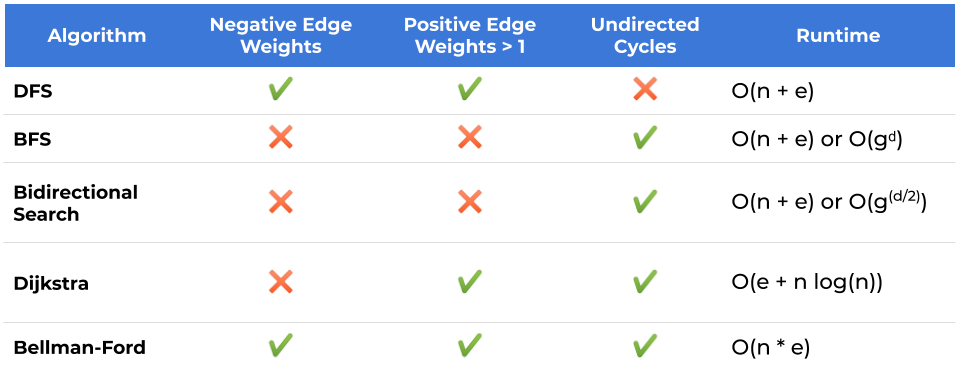 Algorithm Negative Edge Weights Positive Edge Weights > 1 Undirected Cycles Runtime
DFS ✔ ✔ ❌ O(n + e)
BFS ❌ ❌ ✔ O(n + e) or O(gᵈ)
Bidirectional Search ❌ ❌ ✔ O(n + e) or O(g⁽ᵈ/²⁾)
Dijkstra ❌ ✔ ✔ O(e + n log(n))
Bellman-Ford ✔ ✔ ✔ O(n * e)